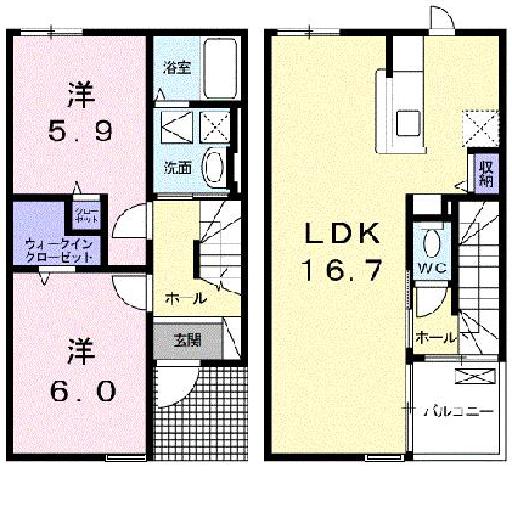 洋
5.9
浴室
洗面
クロー
ゼット
ウォークイン
クローゼット
ホール
玄関
洋
6.0
LDK
16.7
収納
WC
ホール
バルコニー